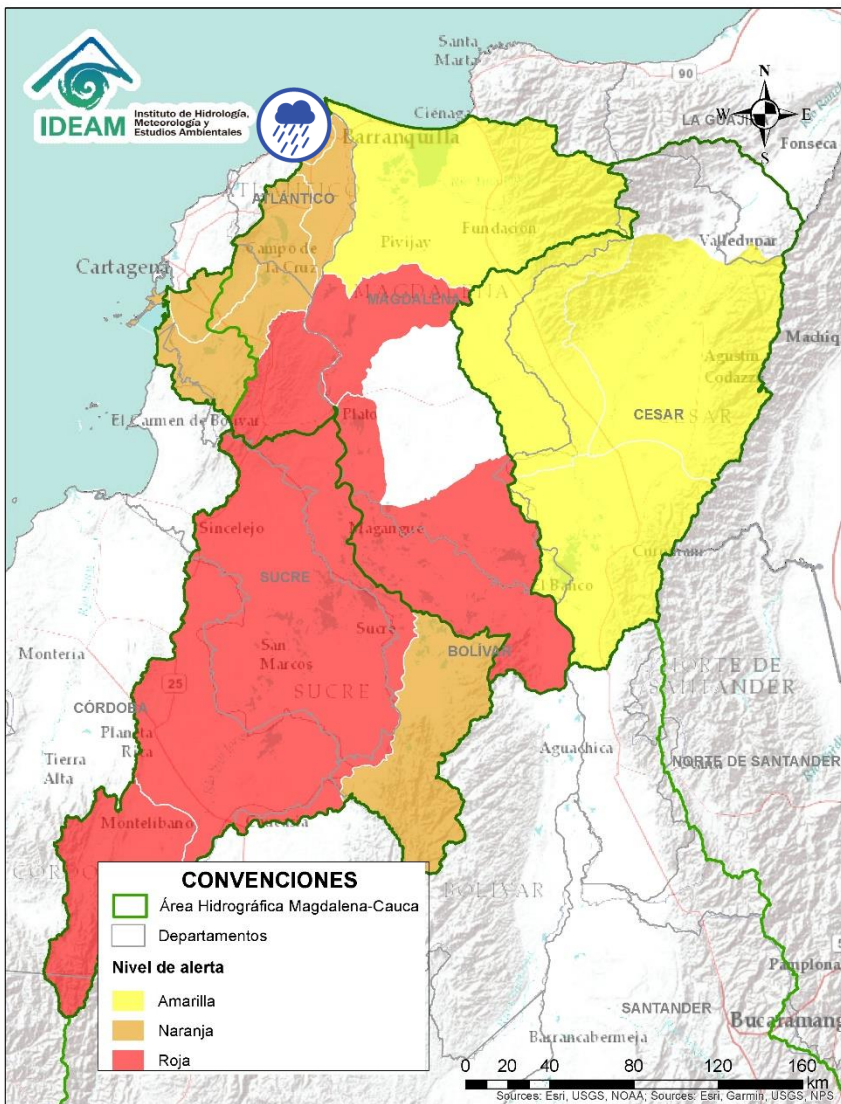 IDEAM
Instituto de Hidrología,
Meteorología y
Estudios Ambientales
Santa
Marta
90
N
W
E
S
Ciénaga
LA GUAJIRA
Barranquilla
Fonseca
ATLÁNTICO
Pivijay
Fundación
Valledupar
Cartagena
Campo de
la Cruz
MAGDALENA
MAGDALENA
Agustín
Codazzi
El Carmen de Bolívar
Plato
CESAR
CESAR
Sincelejo
Magangué
SUCRE
El Banco
Montería
San
Marcos
Sucre
BOLÍVAR
SUCRE
25
CÓRDOBA
NORTE DE
SANTANDER
Planeta
Rica
Tierra
Alta
Aguachica
NORTE DE SANTANDER
Montelibano
BOLÍVAR
CONVENCIONES
Área Hidrográfica Magdalena-Cauca
Departamentos
Nivel de alerta
Amarilla
Naranja
Roja
Pamplona
SANTANDER
Bucaramang
Barrancabermeja
0 20 40 80 120 160
km
Sources: Esri, USGS, NOAA; Sources: Esri, Garmin, USGS, NPS